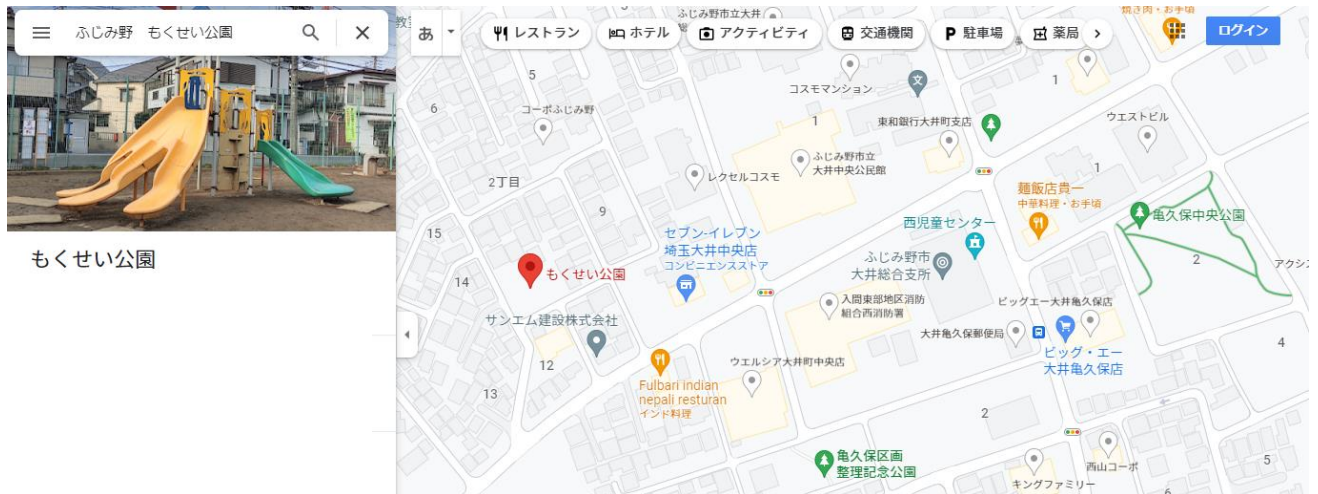 ふじみ野 もくせい公園
もくせい公園
あ
レストラン
ホテル
アクティビティ
交通機関
P 駐車場
薬局
ログイン
焼き肉・お手頃
ふじみ野市立大井
5
6
コーポふじみ野
コスモマンション
文
1
東和銀行大井町支店
1
ウエストビル
ふじみ野市立
大井中央公民館
レクセルコスモ
2丁目
1
麺飯店貴一
中華料理・お手頃
9
亀久保中央公園
15
セブン-イレブン
埼玉大井中央店
コンビニエンスストア
西児童センター
ふじみ野市
大井総合支所
2
アクシ
もくせい公園
14
入間東部地区消防
組合西消防署
ビッグエー大井亀久保店
サンエム建設株式会社
大井亀久保郵便局
ビッグ・エー
大井亀久保店
4
12
ウエルシア大井町中央店
Fulbari indian
nepali resturan
インド料理
13
2
亀久保区画
整理記念公園
西山コーポ
5
キングファミリー
6